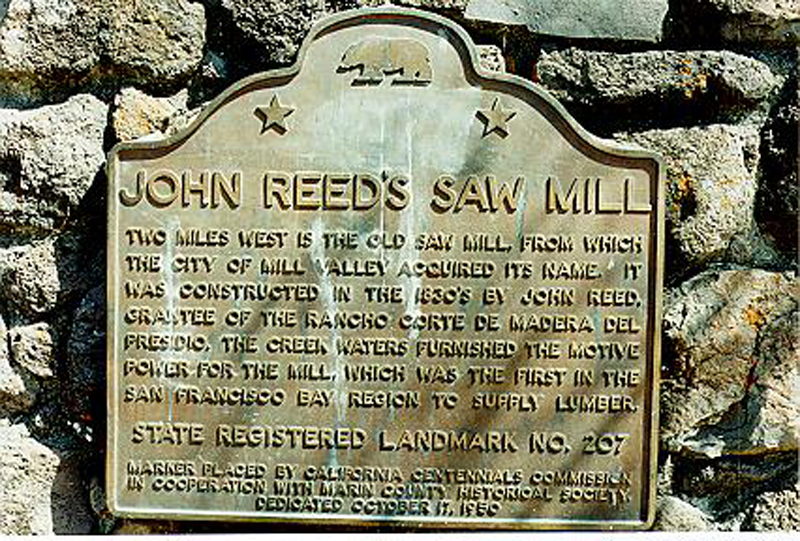 JOHN REED'S SAW MILL
TWO MILES WEST IS THE OLD SAW MILL, FROM WHICH
THE CITY OF MILL VALLEY ACQUIRED ITS NAME. IT
WAS CONSTRUCTED IN THE 1830'S BY JOHN REED,
GRANTEE OF THE RANCHO CORTE DE MADERA DEL
PRESIDIO. THE CREEK WATERS FURNISHED THE MOTIVE
POWER FOR THE MILL, WHICH WAS THE FIRST IN THE
SAN FRANCISCO BAY REGION TO SUPPLY LUMBER.
STATE REGISTERED LANDMARK NO. 207
MARKER PLACED BY CALIFORNIA CENTENNIALS COMMISSION
IN COOPERATION WITH MARIN COUNTY HISTORICAL SOCIETY.
DEDICATED OCTOBER 17, 1950